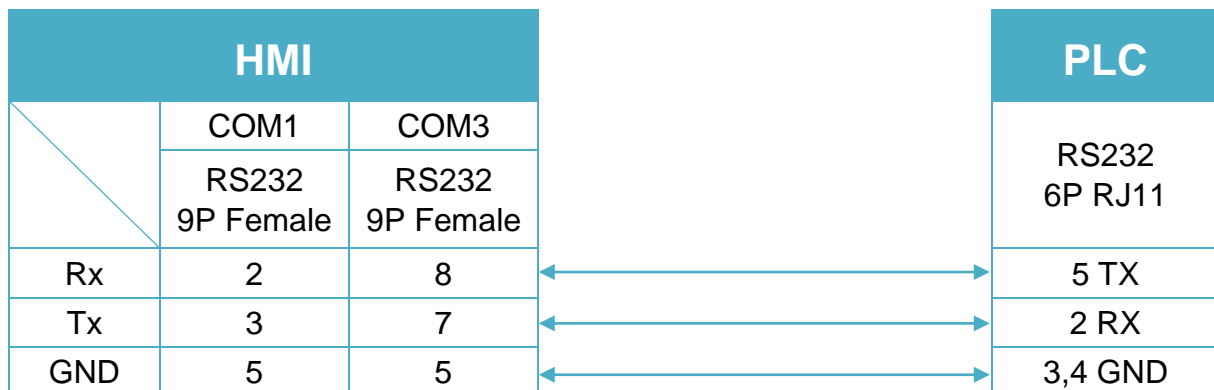 HMI PLC
COM1 COM3
RS232
9P Female
RS232
9P Female
RS232
6P RJ11
Rx 2 8 5 TX
Tx 3 7 2 RX
GND 5 5 3,4 GND